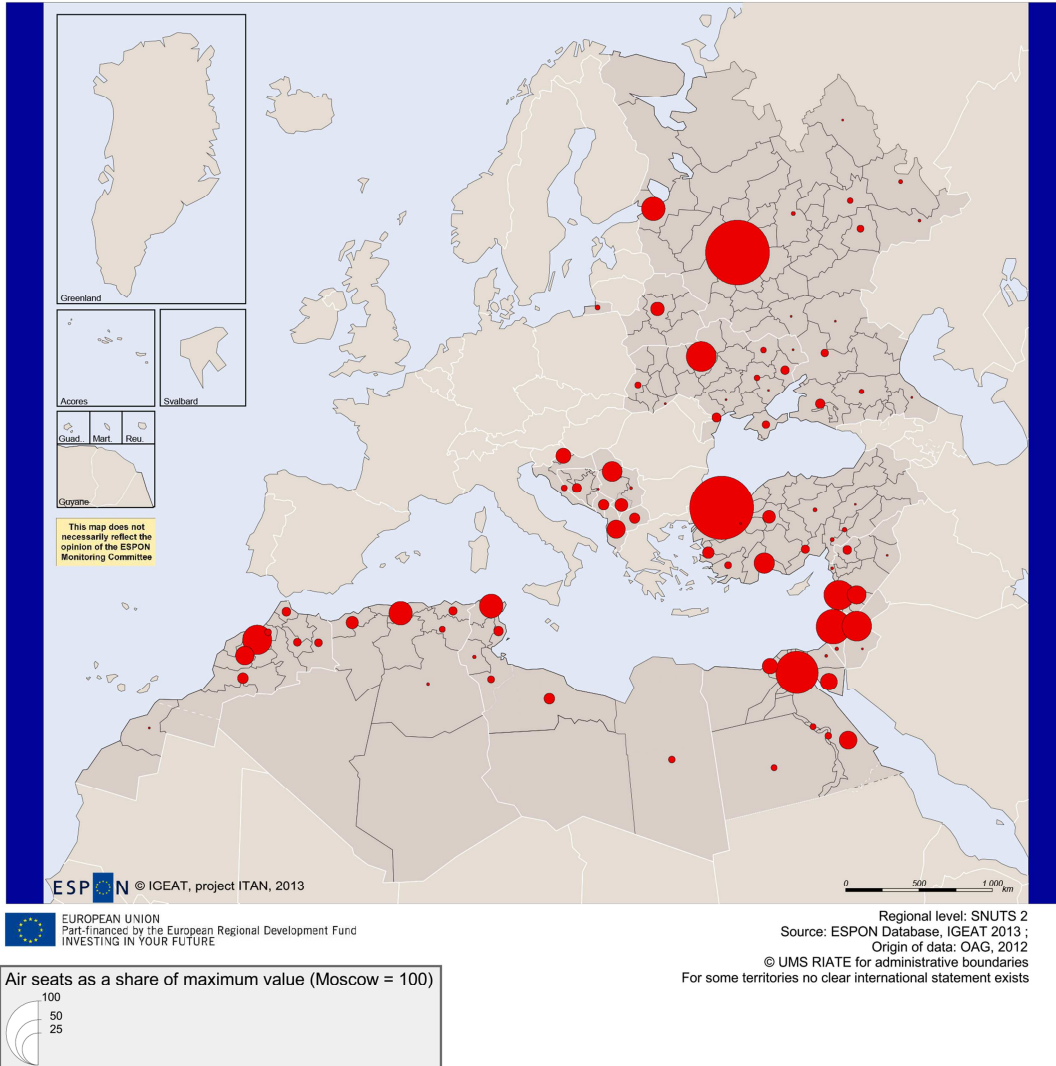 Greenland
Acores
Svalbard
Guad..
Mart.
Reu.
Guyane
This map does not
necessarily reflect the
opinion of the ESPON
Monitoring Committee
ESPON © IGEAT, project ITAN, 2013
0 500 1 000 km
EUROPEAN UNION
Part-financed by the European Regional Development Fund
INVESTING IN YOUR FUTURE
Regional level: SNUTS 2
Source: ESPON Database, IGEAT 2013 ;
Origin of data: OAG, 2012
© UMS RIATE for administrative boundaries
For some territories no clear international statement exists
Air seats as a share of maximum value (Moscow = 100)
100
50
25